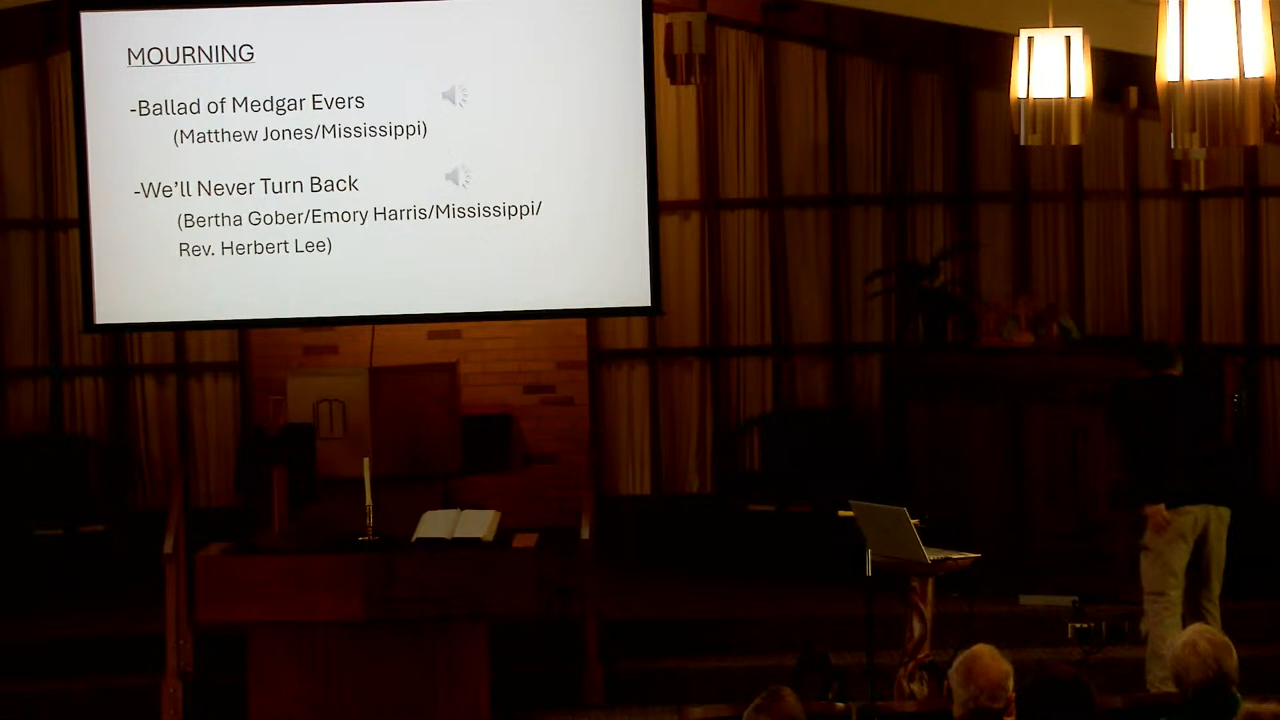 MOURNING
-Ballad of Medgar Evers
(Matthew Jones/Mississippi)
-We’ll Never Turn Back
(Bertha Gober/Emory Harris/Mississippi/
Rev. Herbert Lee)